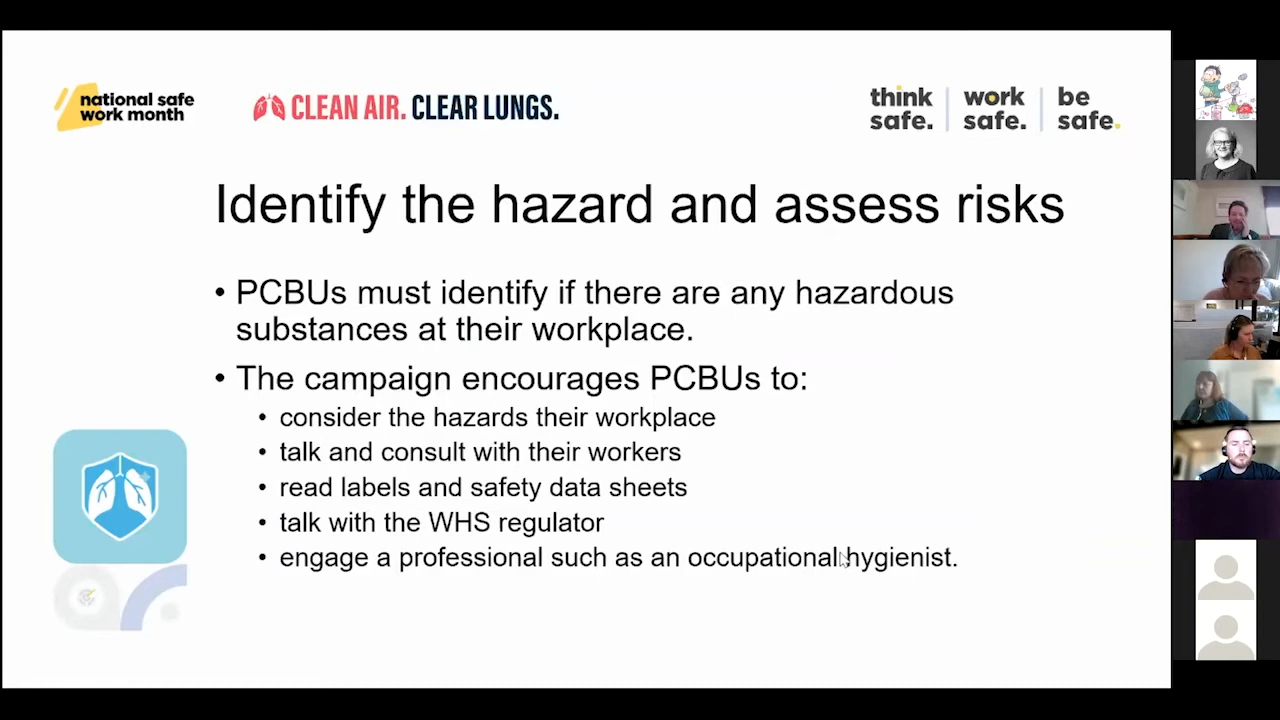 national safe
work month
CLEAN AIR. CLEAR LUNGS.
think safe. | work safe. | be safe.
Identify the hazard and assess risks
• PCBUs must identify if there are any hazardous
substances at their workplace.
• The campaign encourages PCBUs to:
• consider the hazards their workplace
• talk and consult with their workers
• read labels and safety data sheets
• talk with the WHS regulator
• engage a professional such as an occupational hygienist.